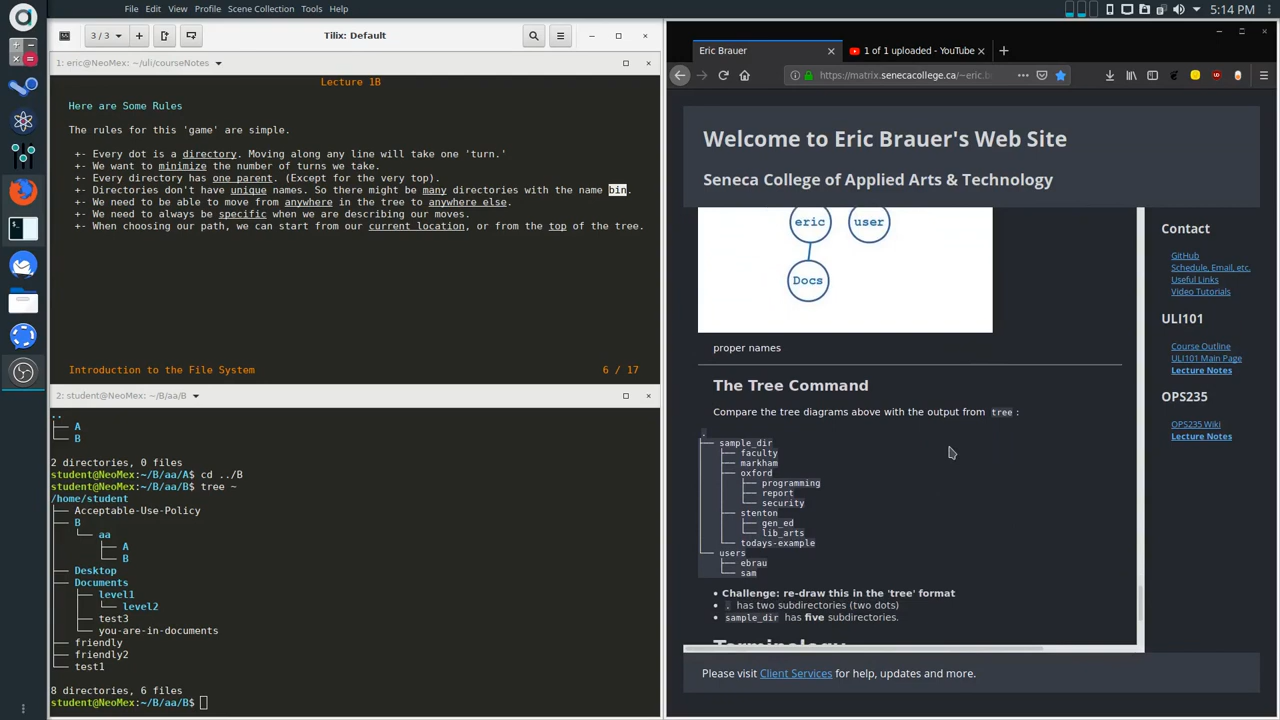 File Edit View Profile Scene Collection Tools Help
5:14 PM
3 / 3
Tilix: Default
1: eric@NeoMex: ~/uli/courseNotes
Lecture 1B
Here are Some Rules
The rules for this 'game' are simple.
+- Every dot is a directory. Moving along any line will take one 'turn.'
+- We want to minimize the number of turns we take.
+- Every directory has one parent. (Except for the very top).
+- Directories don't have unique names. So there might be many directories with the name bin.
+- We need to be able to move from anywhere in the tree to anywhere else.
+- We need to always be specific when we are describing our moves.
+- When choosing our path, we can start from our current location, or from the top of the tree.
Introduction to the File System 6 / 17
2: student@NeoMex: ~/B/aa/B
..
├── A
└── B
2 directories, 0 files
student@NeoMex:~/B/aa/A$ cd ../B
student@NeoMex:~/B/aa/B$ tree ~
/home/student
├── Acceptable-Use-Policy
├── B
│   └── aa
│       ├── A
│       └── B
├── Desktop
├── Documents
│   ├── level1
│   │   └── level2
│   ├── test3
│   └── you-are-in-documents
├── friendly
├── friendly2
└── test1
8 directories, 6 files
student@NeoMex:~/B/aa/B$
Eric Brauer
1 of 1 uploaded - YouTube
https://matrix.senecacollege.ca/~eric.b
Welcome to Eric Brauer's Web Site
Seneca College of Applied Arts & Technology
eric user
Docs
proper names
The Tree Command
Compare the tree diagrams above with the output from tree :
.
├── sample_dir
│   ├── faculty
│   ├── markham
│   ├── oxford
│   │   ├── programming
│   │   ├── report
│   │   └── security
│   ├── stenton
│   │   ├── gen_ed
│   │   └── lib_arts
│   └── todays-example
└── users
    ├── ebrau
    └── sam
• Challenge: re-draw this in the 'tree' format
• . has two subdirectories (two dots)
• sample_dir has five subdirectories.
Terminology
Contact
GitHub
Schedule, Email, etc.
Useful Links
Video Tutorials
ULI101
Course Outline
ULI101 Main Page
Lecture Notes
OPS235
OPS235 Wiki
Lecture Notes
Please visit Client Services for help, updates and more.